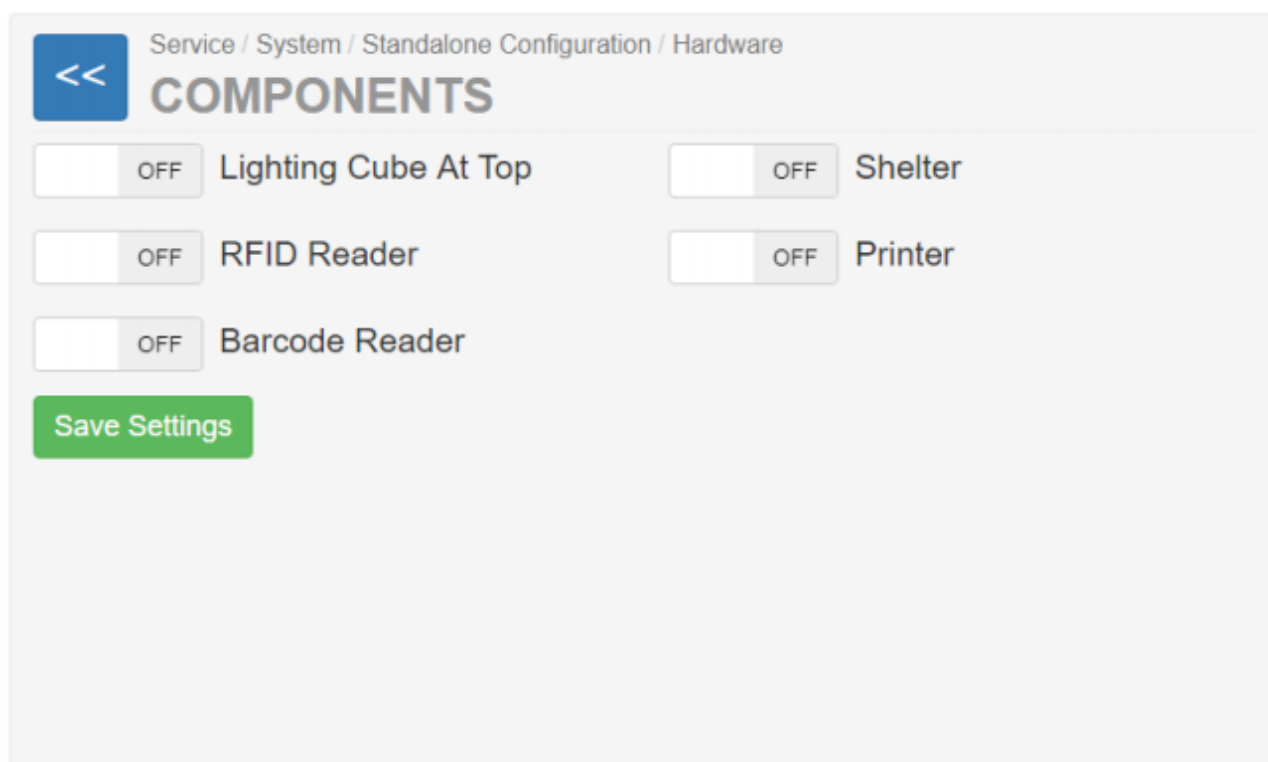 <<
Service / System / Standalone Configuration / Hardware
COMPONENTS
OFF Lighting Cube At Top
OFF Shelter
OFF RFID Reader
OFF Printer
OFF Barcode Reader
Save Settings